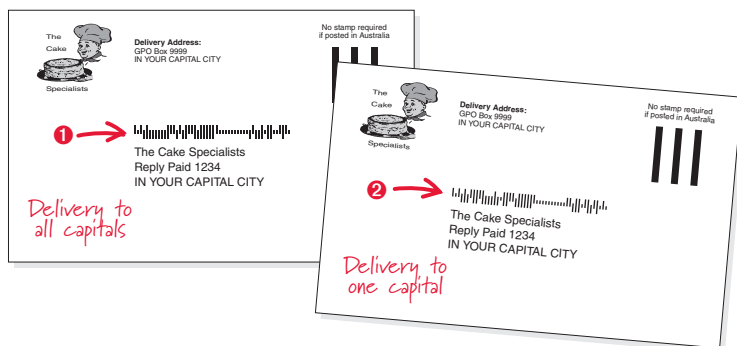 The
Cake
Specialists
Delivery Address:
GPO Box 9999
IN YOUR CAPITAL CITY
No stamp required
if posted in Australia
1
The Cake Specialists
Reply Paid 1234
IN YOUR CAPITAL CITY
Delivery to
all capitals
The
Cake
Specialists
Delivery Address:
GPO Box 9999
IN YOUR CAPITAL CITY
No stamp required
if posted in Australia
2
The Cake Specialists
Reply Paid 1234
IN YOUR CAPITAL CITY
Delivery to
one capital